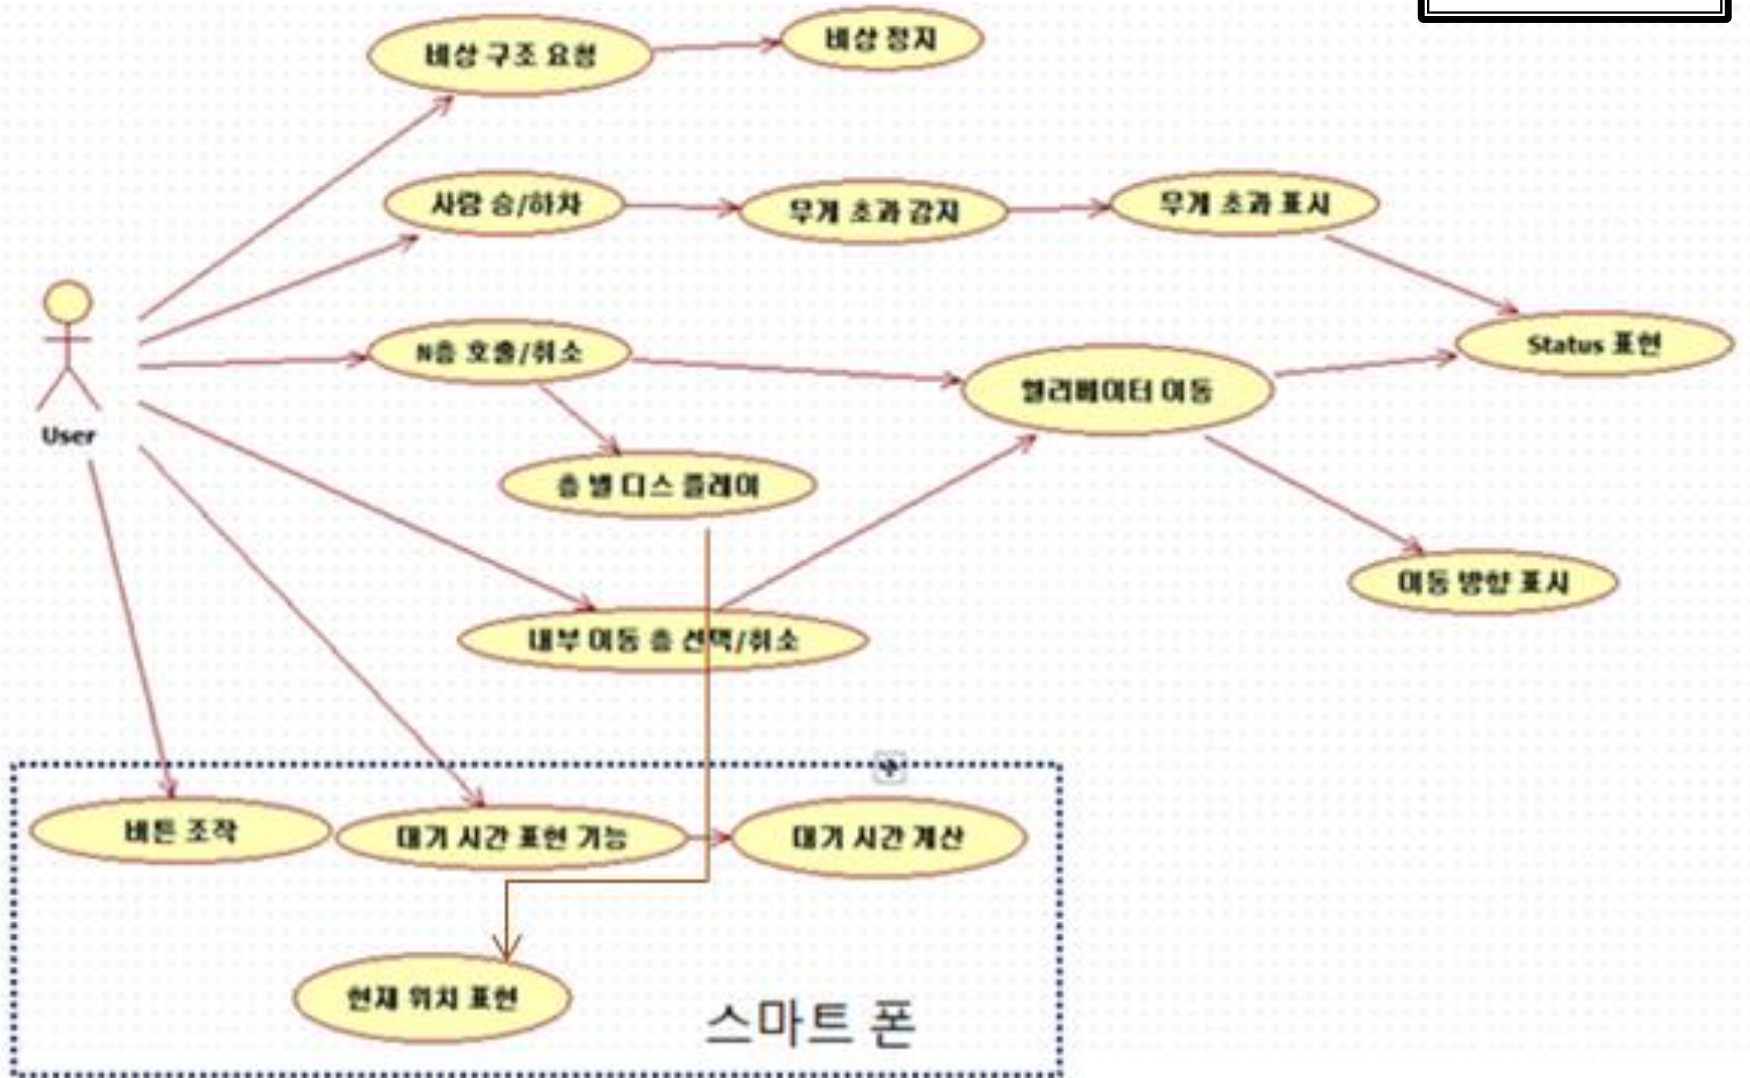 비상 구조 요청
비상 정지
사람 승/하차
무게 초과 감지
무게 초과 표시
N층 호출/취소
엘리베이터 이동
Status 표현
User
층 별 디스 플레이
이동 방향 표시
내부 이동 층 선택/취소
버튼 조작
대기 시간 표현 기능
대기 시간 계산
현재 위치 표현
스마트 폰